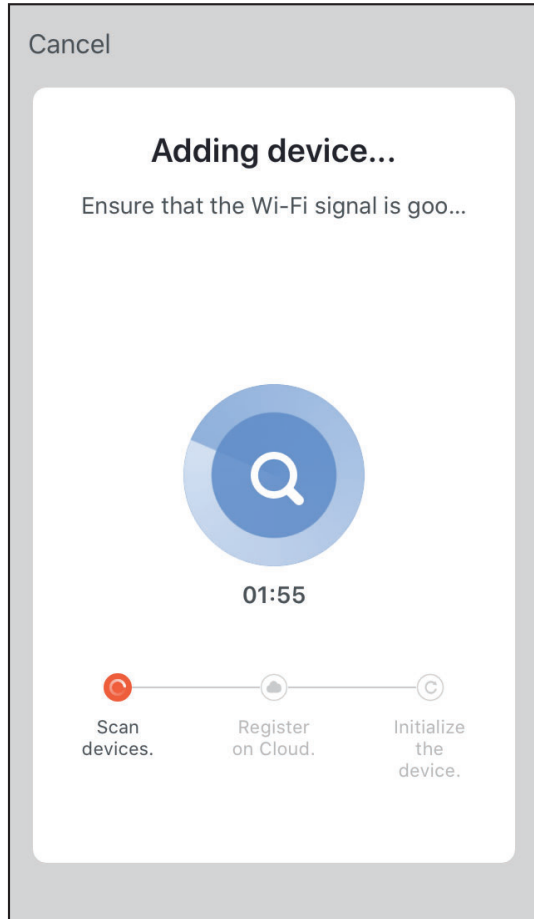 Cancel
Adding device...
Ensure that the Wi-Fi signal is goo...
01:55
Scan
devices.
Register
on Cloud.
Initialize
the
device.